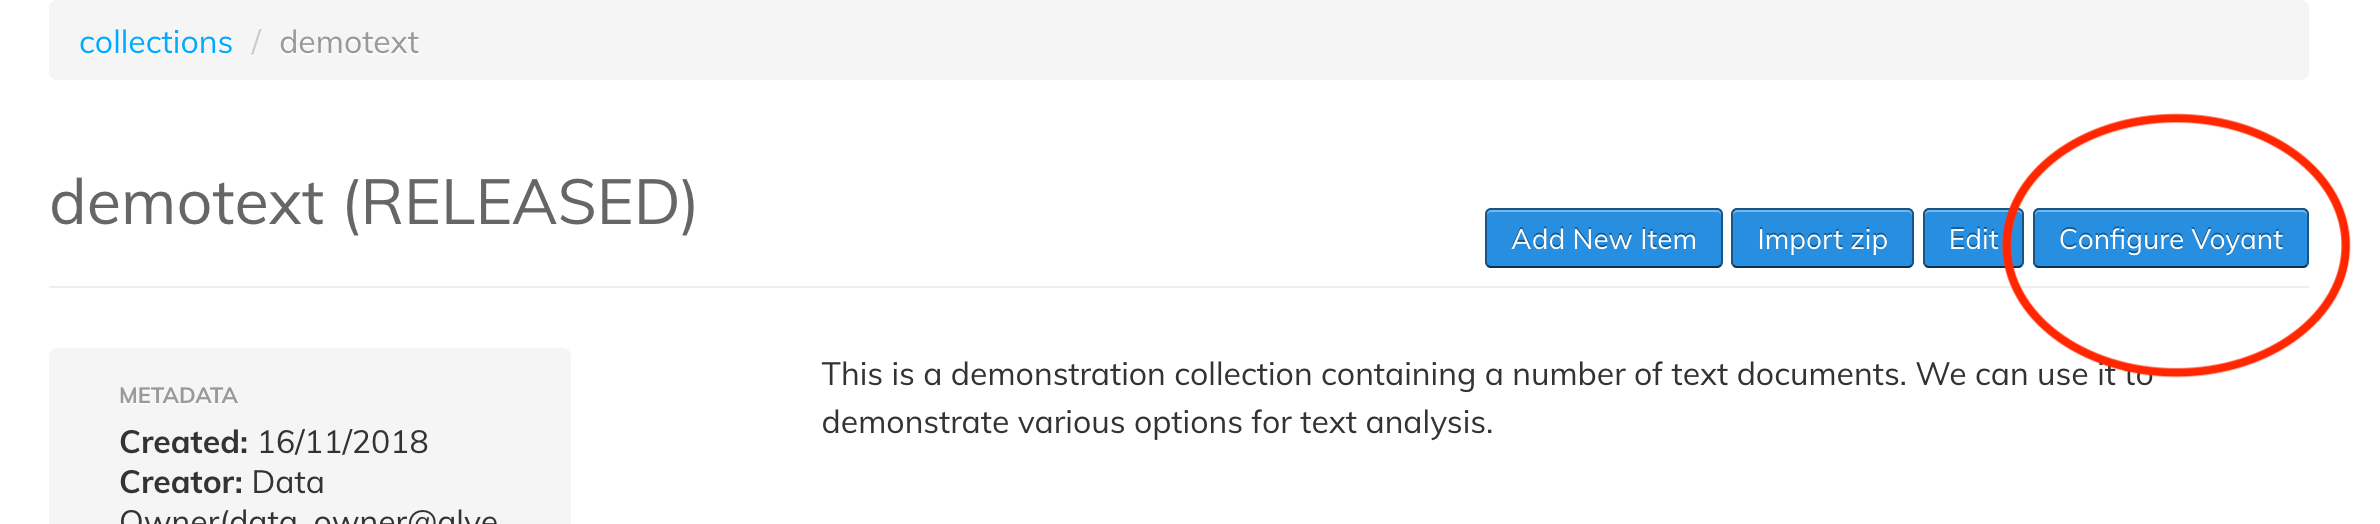 collections / demotext
demotext (RELEASED)
Add New Item Import zip Edit Configure Voyant
This is a demonstration collection containing a number of text documents. We can use it to
demonstrate various options for text analysis.
METADATA
Created: 16/11/2018
Creator: Data
Owner(data_owner@alve